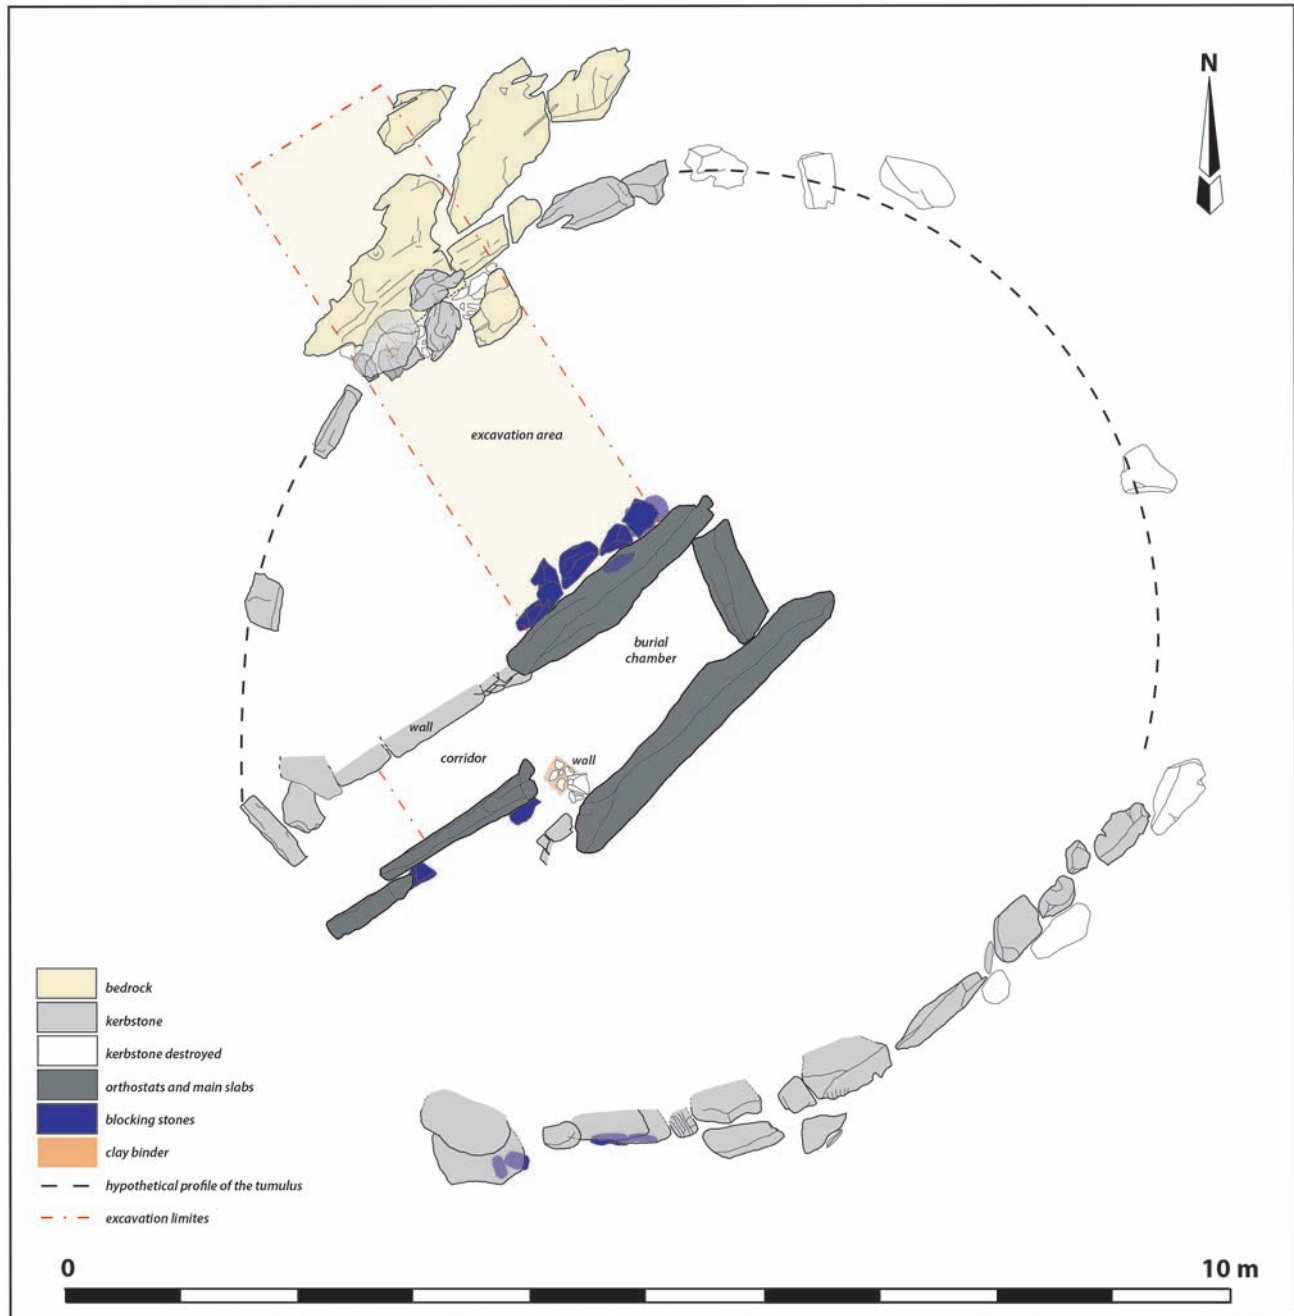 N
excavation area
burial
chamber
wall
corridor
wall
bedrock
kerbstone
kerbstone destroyed
orthostats and main slabs
blocking stones
clay binder
hypothetical profile of the tumulus
excavation limites
0
10 m